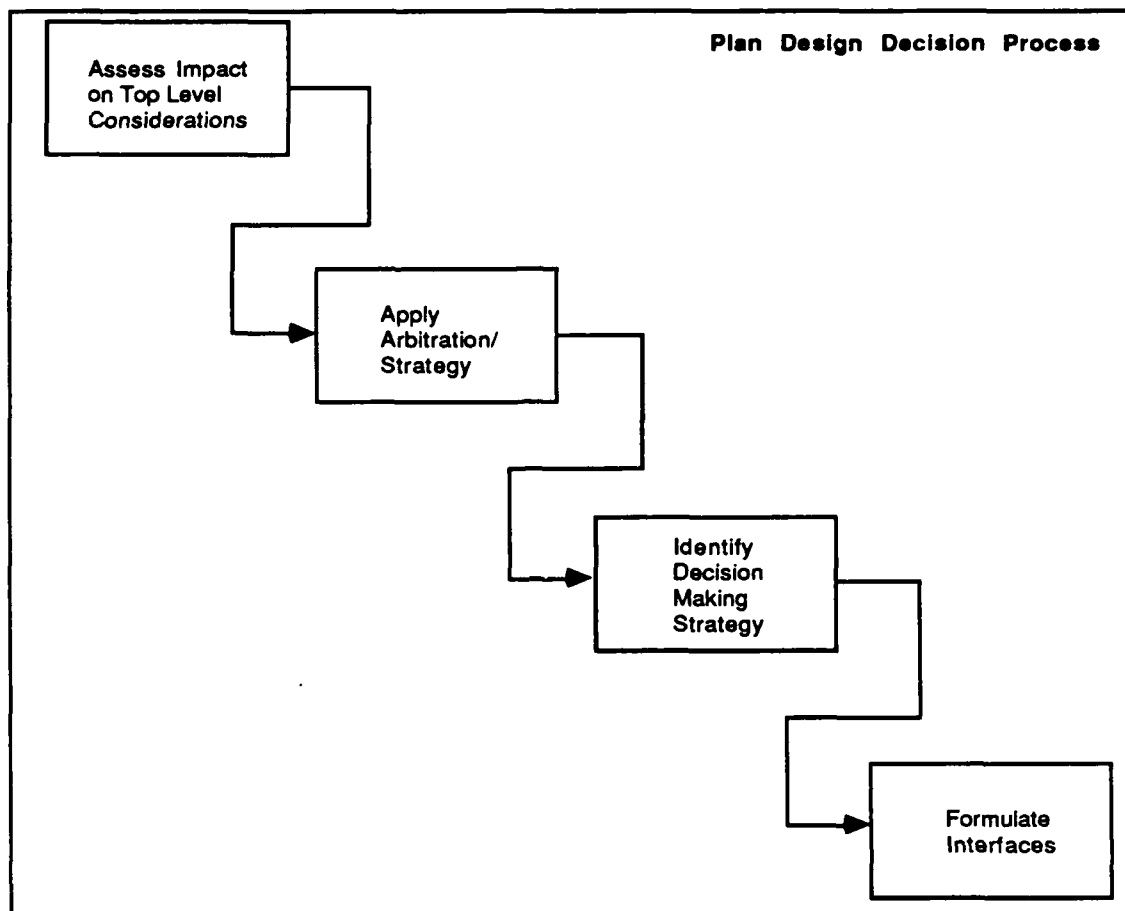 Plan Design Decision Process
Assess Impact
on Top Level
Considerations
Apply
Arbitration/
Strategy
Identify
Decision
Making
Strategy
Formulate
Interfaces